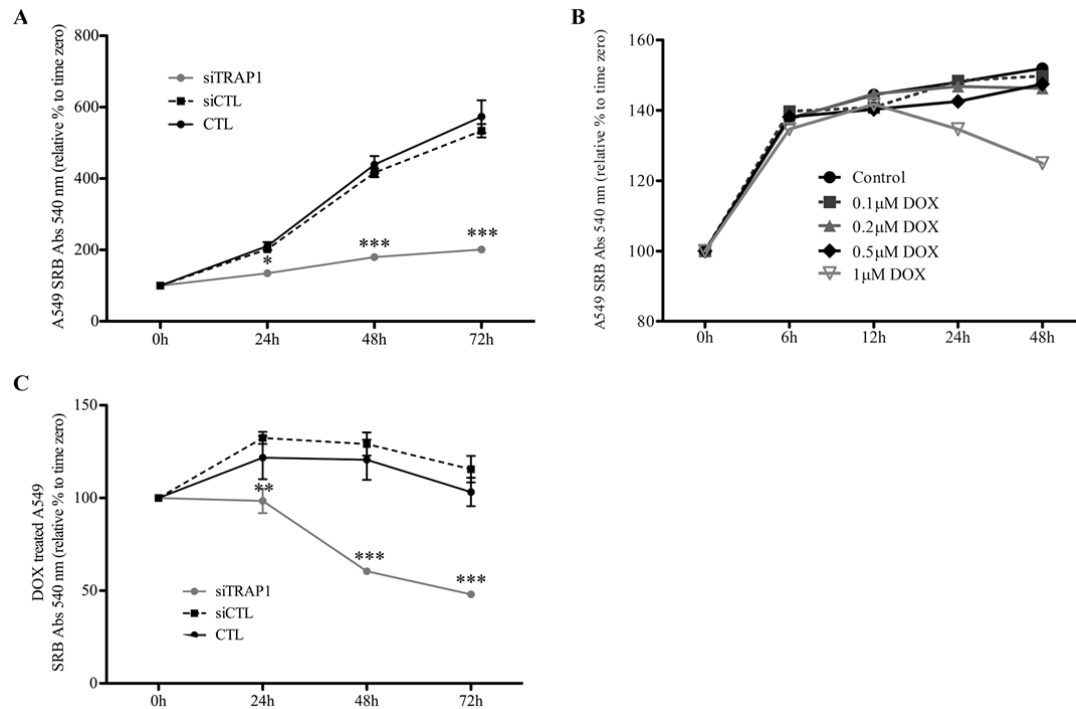 A
A549 SRB Abs 540 nm (relative % to time zero)
800
600
400
200
0
siTRAP1
siCTL
CTL
*
***
***
0h
24h
48h
72h
B
A549 SRB Abs 540 nm (relative % to time zero)
160
140
120
100
80
Control
0.1μM DOX
0.2μM DOX
0.5μM DOX
1μM DOX
0h
6h
12h
24h
48h
C
DOX treated A549
SRB Abs 540 nm (relative % to time zero)
150
100
50
0
**
***
***
siTRAP1
siCTL
CTL
0h
24h
48h
72h